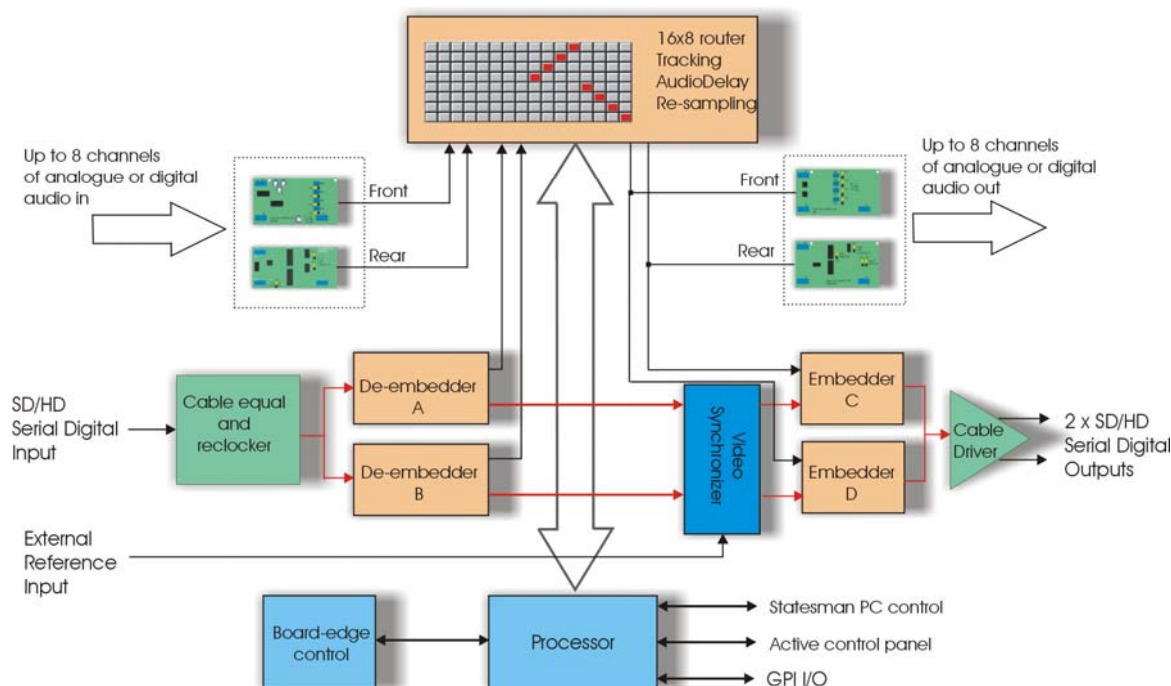 16x8 router
Tracking
AudioDelay
Re-sampling
Up to 8 channels
of analogue or digital
audio in
Front
Rear
Front
Rear
Up to 8 channels
of analogue or digital
audio out
SD/HD
Serial Digital
Input
Cable equal
and
reclocker
De-embedder
A
De-embedder
B
Video
Synchronizer
Embedder
C
Embedder
D
Cable
Driver
2 x SD/HD
Serial Digital
Outputs
External
Reference
Input
Board-edge
control
Processor
Statesman PC control
Active control panel
GPI I/O